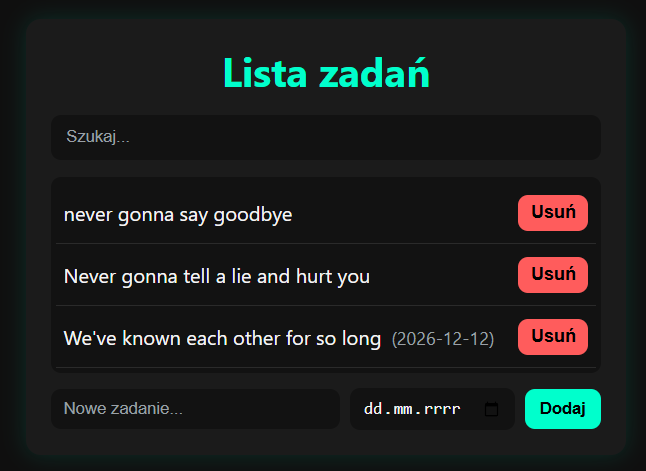 Lista zadań
Szukaj...
never gonna say goodbye Usuń
Never gonna tell a lie and hurt you Usuń
We've known each other for so long (2026-12-12) Usuń
Nowe zadanie... dd.mm.rrrr Dodaj